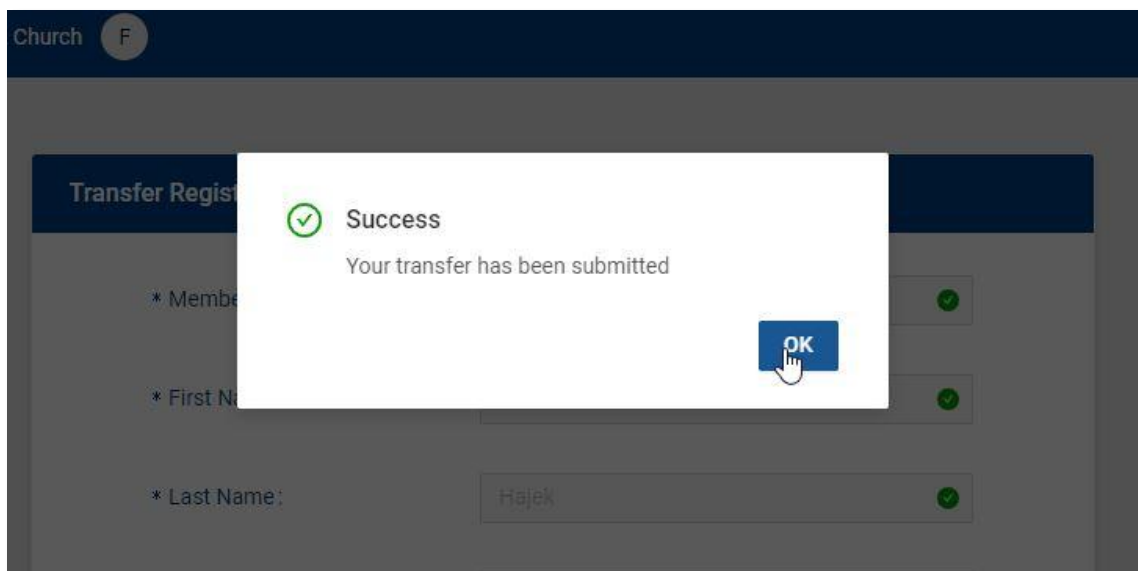 Church F
Transfer Regist
Success
Your transfer has been submitted
* Membe
OK
* First Na
* Last Name:
Hajek